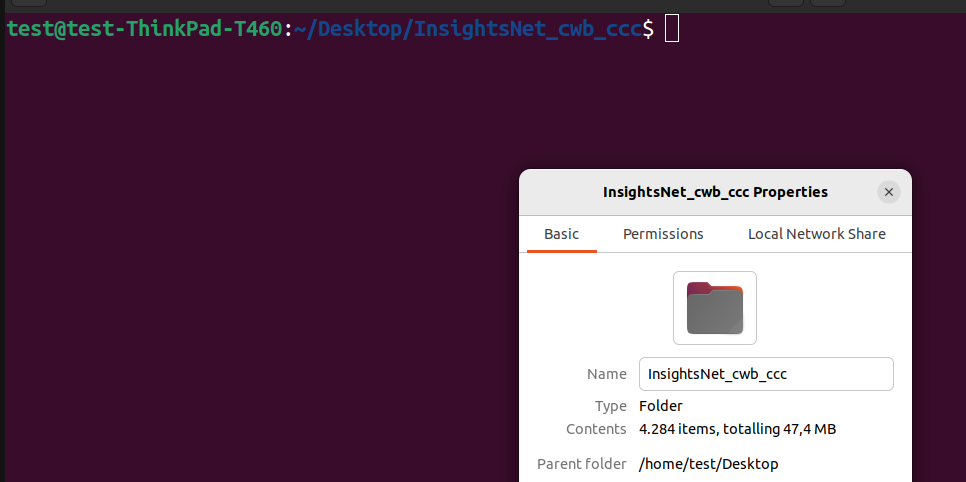 test@test-ThinkPad-T460:~/Desktop/InsightsNet_cwb_ccc$
InsightsNet_cwb_ccc Properties
Basic Permissions Local Network Share
Name InsightsNet_cwb_ccc
Type Folder
Contents 4.284 items, totalling 47,4 MB
Parent folder /home/test/Desktop